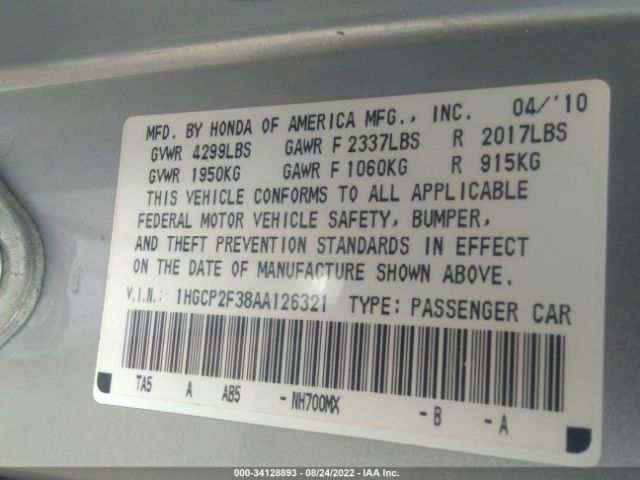 MFD. BY HONDA OF AMERICA MFG., INC. 04/'10
GVWR 4299LBS GAWR F 2337LBS R 2017LBS
GVWR 1950KG GAWR F 1060KG R 915KG
THIS VEHICLE CONFORMS TO ALL APPLICABLE
FEDERAL MOTOR VEHICLE SAFETY, BUMPER,
AND THEFT PREVENTION STANDARDS IN EFFECT
ON THE DATE OF MANUFACTURE SHOWN ABOVE.
V.I.N.: 1HGCP2F38AA126321 TYPE: PASSENGER CAR
TA5 A AB5 - NH700MX - B - A
000-34128893 - 08/24/2022 - IAA Inc.